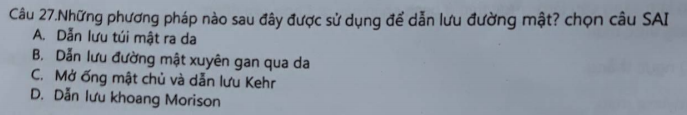 Câu 27.Những phương pháp nào sau đây được sử dụng để dẫn lưu đường mật? chọn câu SAI
A. Dẫn lưu túi mật ra da
B. Dẫn lưu đường mật xuyên gan qua da
C. Mở ống mật chủ và dẫn lưu Kehr
D. Dẫn lưu khoang Morison